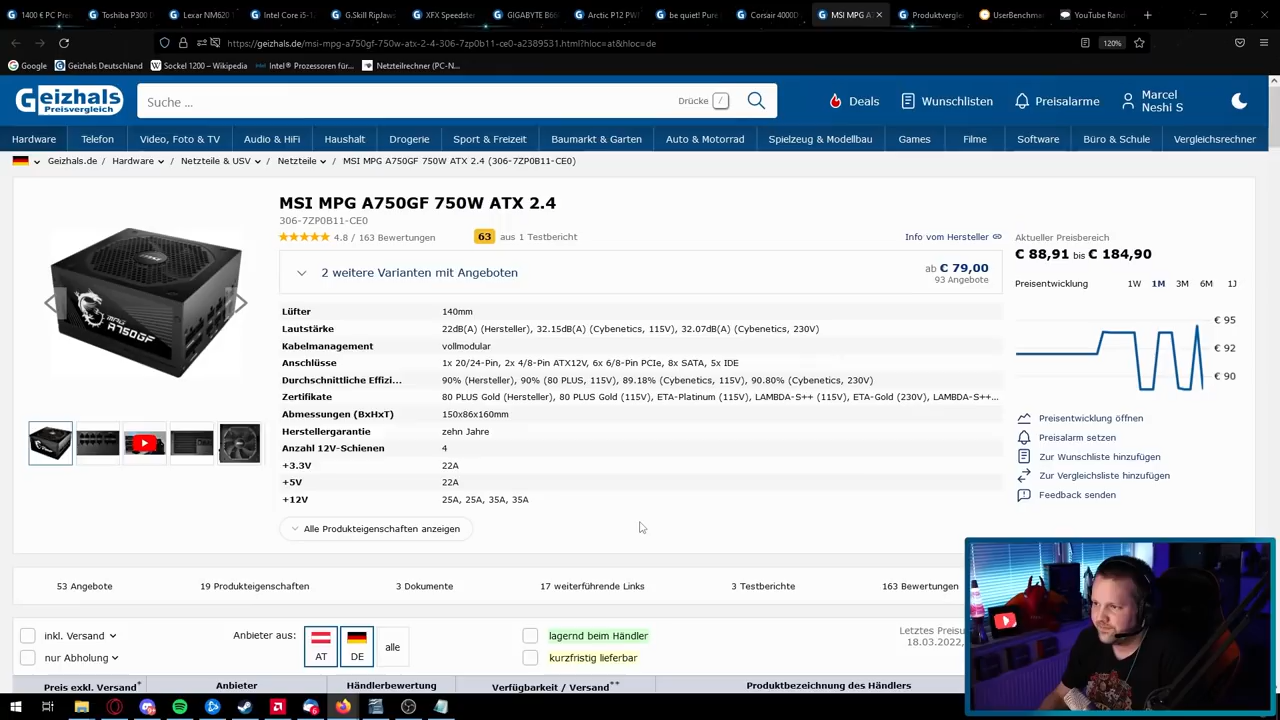 1400 € PC Prei
Toshiba P300 D
Lexar NM620 1
Intel Core i5-
G.Skill RipJaws
XFX Speedster
GIGABYTE B66
Arctic P12 PW
be quiet! Pure
Corsair 4000D
MSI MPG A
Produktvergle
UserBenchmar
YouTube Rand
https://geizhals.de/msi-mpg-a750gf-750w-atx-2-4-306-7zp0b11-ce0-a2389531.html?hloc=at&hloc=de
120%
Google
Geizhals Deutschland
Sockel 1200 – Wikipedia
Intel® Prozessoren für...
Netzteilrechner (PC-N...
Geizhals
Preisvergleich
Suche ...
Drücke /
Deals
Wunschlisten
Preisalarme
Marcel
Neshi S
Hardware Telefon Video, Foto & TV Audio & HiFi Haushalt Drogerie Sport & Freizeit Baumarkt & Garten Auto & Motorrad Spielzeug & Modellbau Games Filme Software Büro & Schule Vergleichsrechner
Geizhals.de / Hardware / Netzteile & USV / Netzteile / MSI MPG A750GF 750W ATX 2.4 (306-7ZP0B11-CE0)
MSI MPG A750GF 750W ATX 2.4
306-7ZP0B11-CE0
4.8 / 163 Bewertungen
63 aus 1 Testbericht
Info vom Hersteller
2 weitere Varianten mit Angeboten
ab € 79,00
93 Angebote
Lüfter 140mm
Lautstärke 22dB(A) (Hersteller), 32.15dB(A) (Cybenetics, 115V), 32.07dB(A) (Cybenetics, 230V)
Kabelmanagement vollmodular
Anschlüsse 1x 20/24-Pin, 2x 4/8-Pin ATX12V, 6x 6/8-Pin PCIe, 8x SATA, 5x IDE
Durchschnittliche Effizi... 90% (Hersteller), 90% (80 PLUS, 115V), 89.18% (Cybenetics, 115V), 90.80% (Cybenetics, 230V)
Zertifikate 80 PLUS Gold (Hersteller), 80 PLUS Gold (115V), ETA-Platinum (115V), LAMBDA-S++ (115V), ETA-Gold (230V), LAMBDA-S++...
Abmessungen (BxHxT) 150x86x160mm
Herstellergarantie zehn Jahre
Anzahl 12V-Schienen 4
+3.3V 22A
+5V 22A
+12V 25A, 25A, 35A, 35A
Alle Produkteigenschaften anzeigen
Aktueller Preisbereich
€ 88,91 bis € 184,90
Preisentwicklung 1W 1M 3M 6M 1J
€ 95
€ 92
€ 90
Preisentwicklung öffnen
Preisalarm setzen
Zur Wunschliste hinzufügen
Zur Vergleichsliste hinzufügen
Feedback senden
MPG A750GF
53 Angebote 19 Produkteigenschaften 3 Dokumente 17 weiterführende Links 3 Testberichte 163 Bewertungen
inkl. Versand
nur Abholung
Anbieter aus:
AT
DE
alle
lagernd beim Händler
kurzfristig lieferbar
Letztes Preisu
18.03.2022,
Preis exkl. Versand* Anbieter Händlerbewertung Verfügbarkeit / Versand** Produktbezeichnung des Händlers